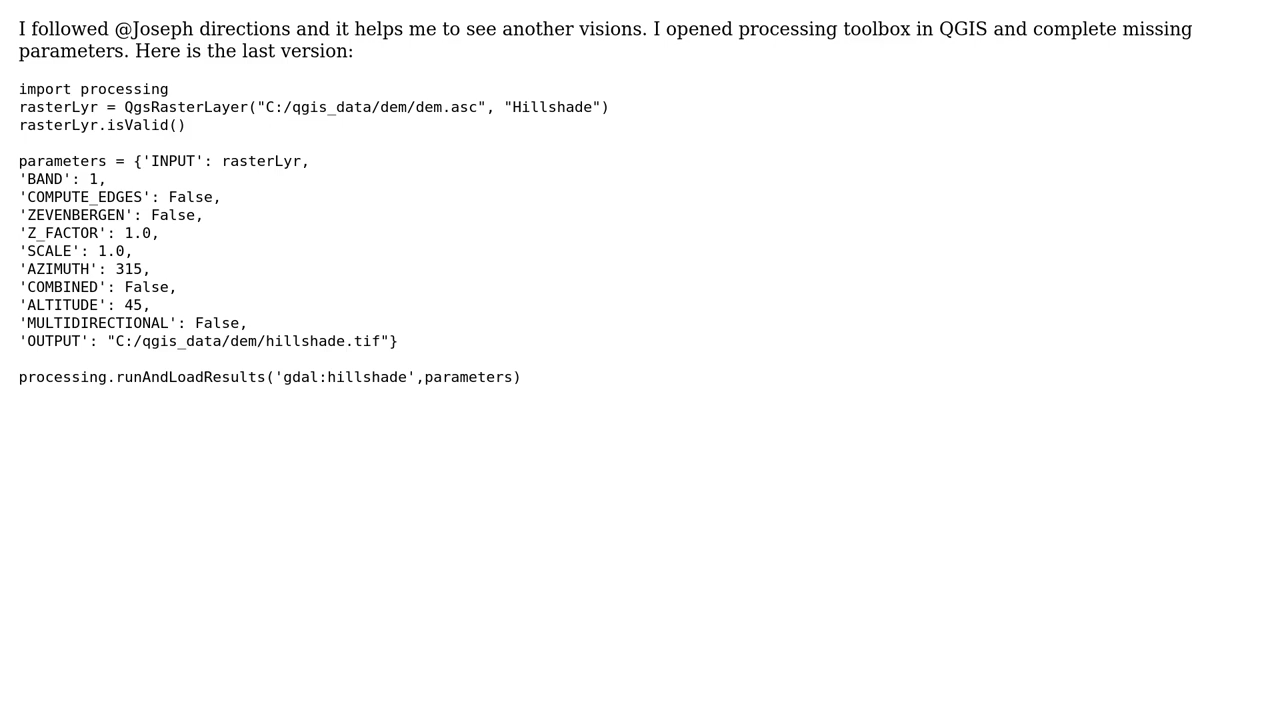 I followed @Joseph directions and it helps me to see another visions. I opened processing toolbox in QGIS and complete missing
parameters. Here is the last version:
import processing
rasterLyr = QgsRasterLayer("C:/qgis_data/dem/dem.asc", "Hillshade")
rasterLyr.isValid()
parameters = {'INPUT': rasterLyr,
'BAND': 1,
'COMPUTE_EDGES': False,
'ZEVENBERGEN': False,
'Z_FACTOR': 1.0,
'SCALE': 1.0,
'AZIMUTH': 315,
'COMBINED': False,
'ALTITUDE': 45,
'MULTIDIRECTIONAL': False,
'OUTPUT': "C:/qgis_data/dem/hillshade.tif"}
processing.runAndLoadResults('gdal:hillshade',parameters)